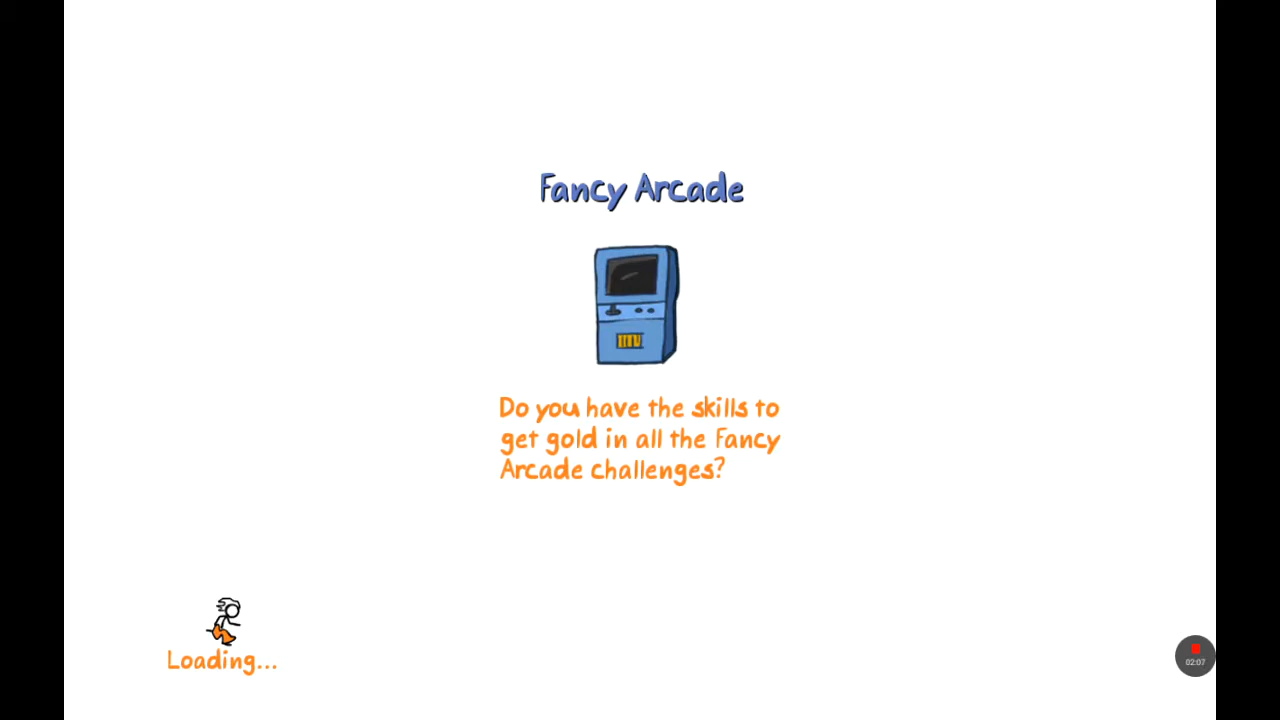 Fancy Arcade
Do you have the skills to
get gold in all the Fancy
Arcade challenges?
Loading...
02:07